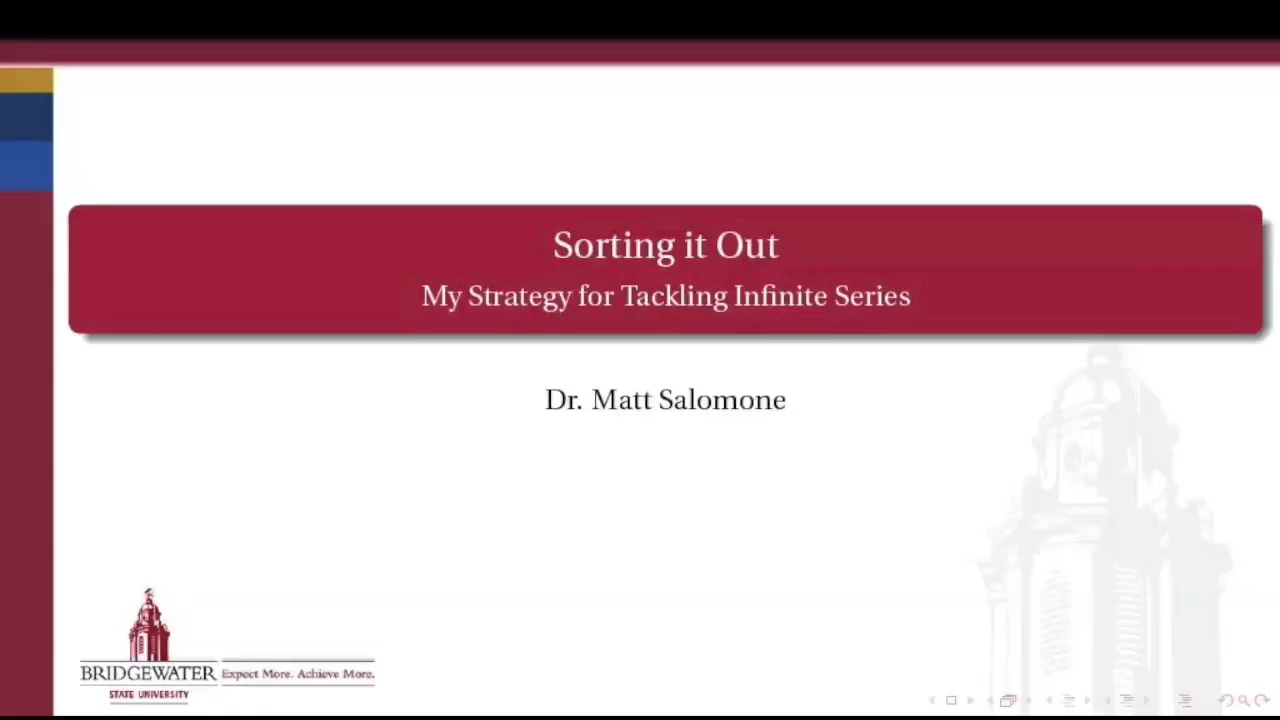 Sorting it Out
My Strategy for Tackling Infinite Series
Dr. Matt Salomone
BRIDGEWATER
STATE UNIVERSITY
Expect More. Achieve More.